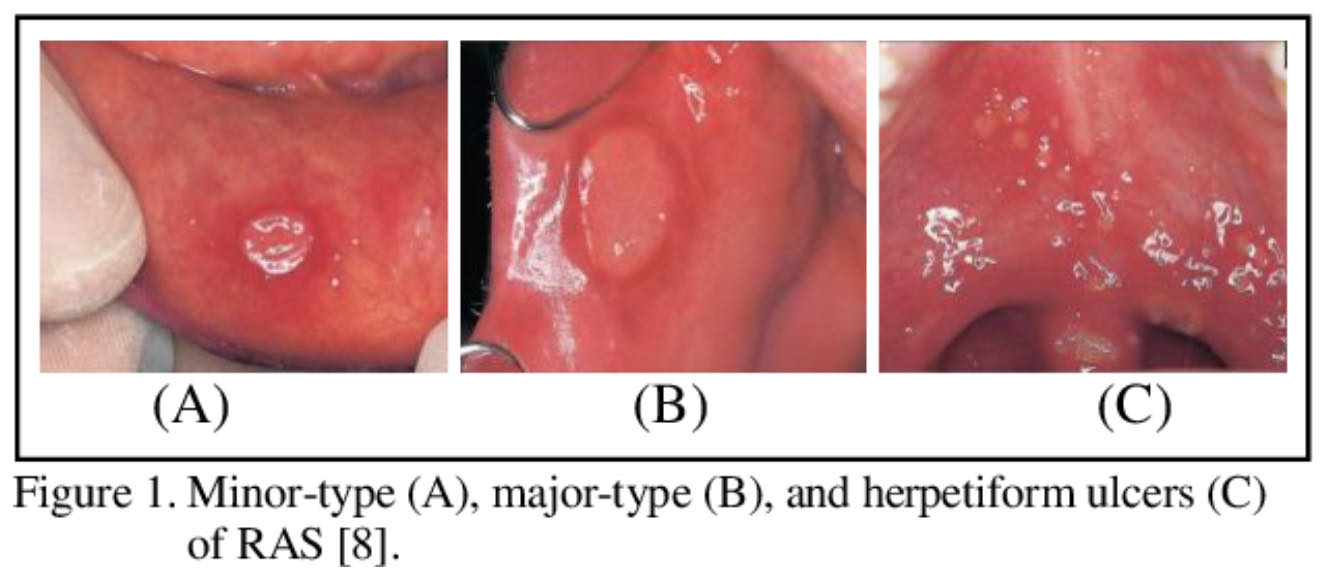 (A)
(B)
(C)
Figure 1. Minor-type (A), major-type (B), and herpetiform ulcers (C)
of RAS [8].